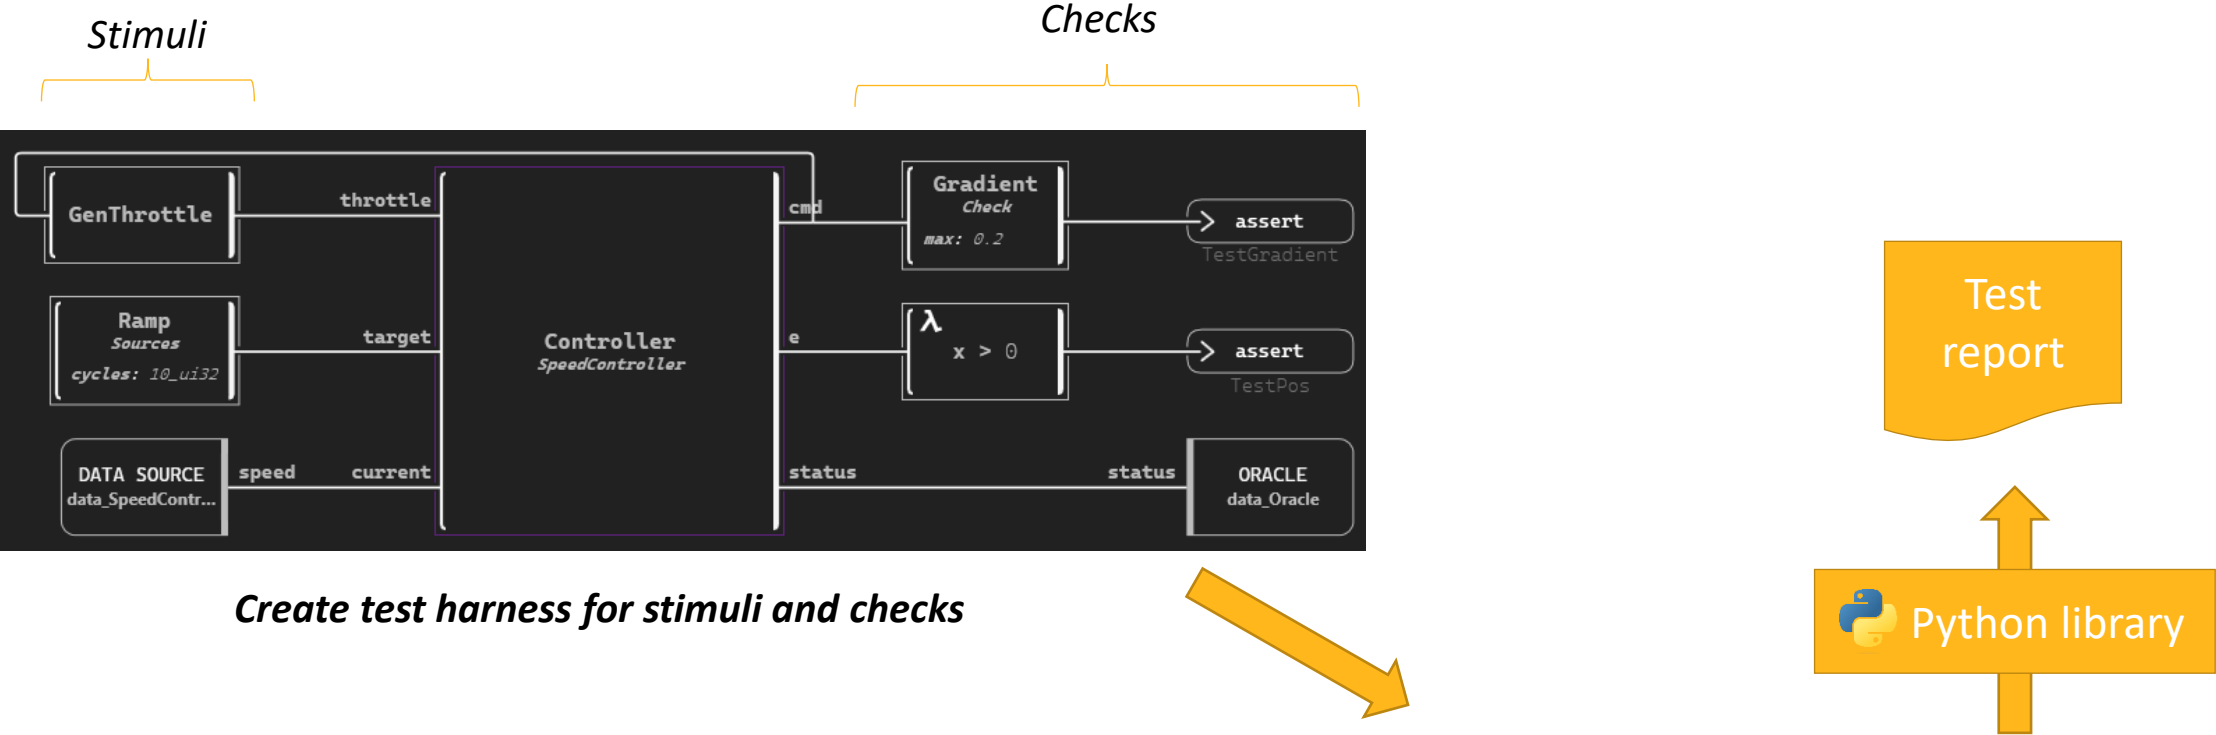 Stimuli
Checks
GenThrottle
throttle
cmd
Gradient
Check
max: 0.2
assert
TestGradient
Ramp
Sources
cycles: 10_ui32
target
Controller
SpeedController
e
λ
x > 0
assert
TestPos
DATA SOURCE
data_SpeedContr...
speed
current
status
status
ORACLE
data_Oracle
Create test harness for stimuli and checks
Test
report
Python library